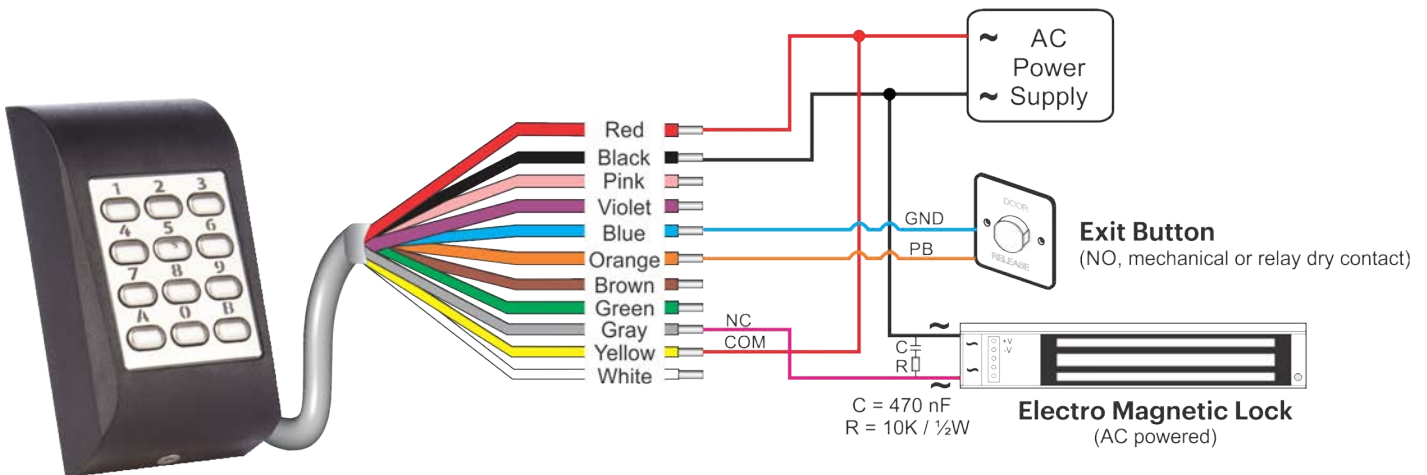 AC
~ Power
~ Supply
Red
Black
Pink
Violet
Blue
Orange
Brown
Green
Gray
Yellow
White
1 2 3
4 5 6
7 8 9
A 0 B
GND
PB
DOOR
RELEASE
Exit Button
(NO, mechanical or relay dry contact)
NC
COM
~
~
C
R
~
~
+V
-V
C = 470 nF
R = 10K / ½W
Electro Magnetic Lock
(AC powered)